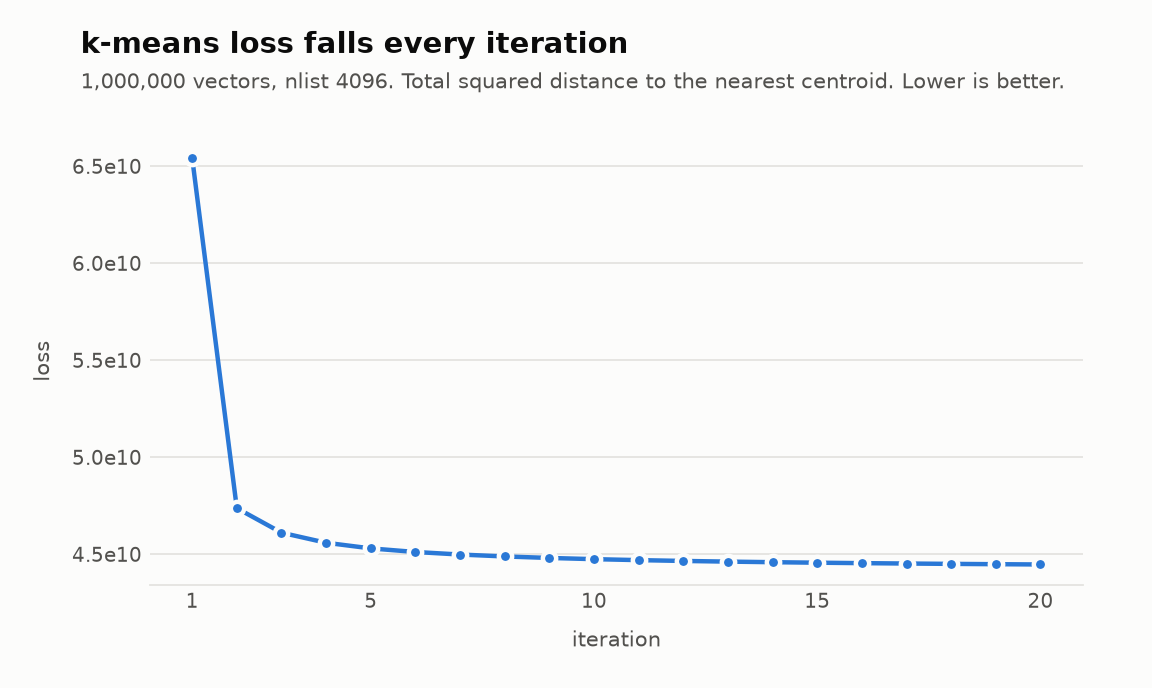 k-means loss falls every iteration
1,000,000 vectors, nlist 4096. Total squared distance to the nearest centroid. Lower is better.
6.5e10
6.0e10
5.5e10
5.0e10
4.5e10
loss
1 5 10 15 20
iteration